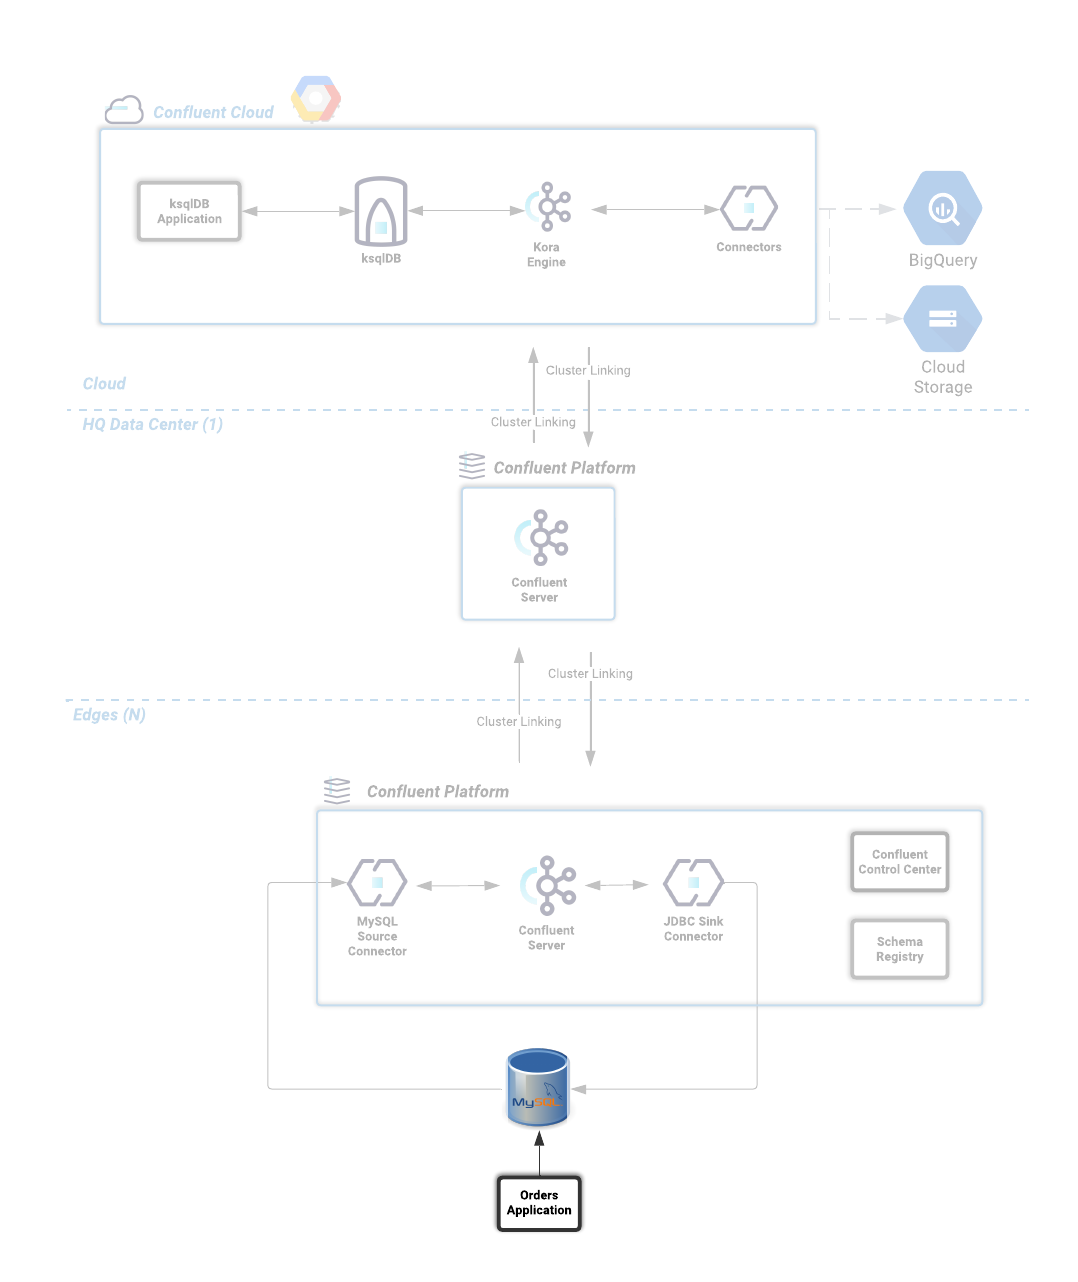 Confluent Cloud
ksqlDB
Application
ksqlDB
Kora
Engine
Connectors
BigQuery
Cloud
Storage
Cluster Linking
Cloud
HQ Data Center (1)
Cluster Linking
Confluent Platform
Confluent
Server
Cluster Linking
Edges (N)
Cluster Linking
Confluent Platform
Confluent
Control Center
MySQL
Source
Connector
Confluent
Server
JDBC Sink
Connector
Schema
Registry
MySQL
Orders
Application